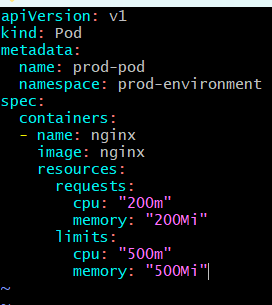 apiVersion: v1
kind: Pod
metadata:
  name: prod-pod
  namespace: prod-environment
spec:
  containers:
  - name: nginx
    image: nginx
    resources:
      requests:
        cpu: "200m"
        memory: "200Mi"
      limits:
        cpu: "500m"
        memory: "500Mi"
~
~